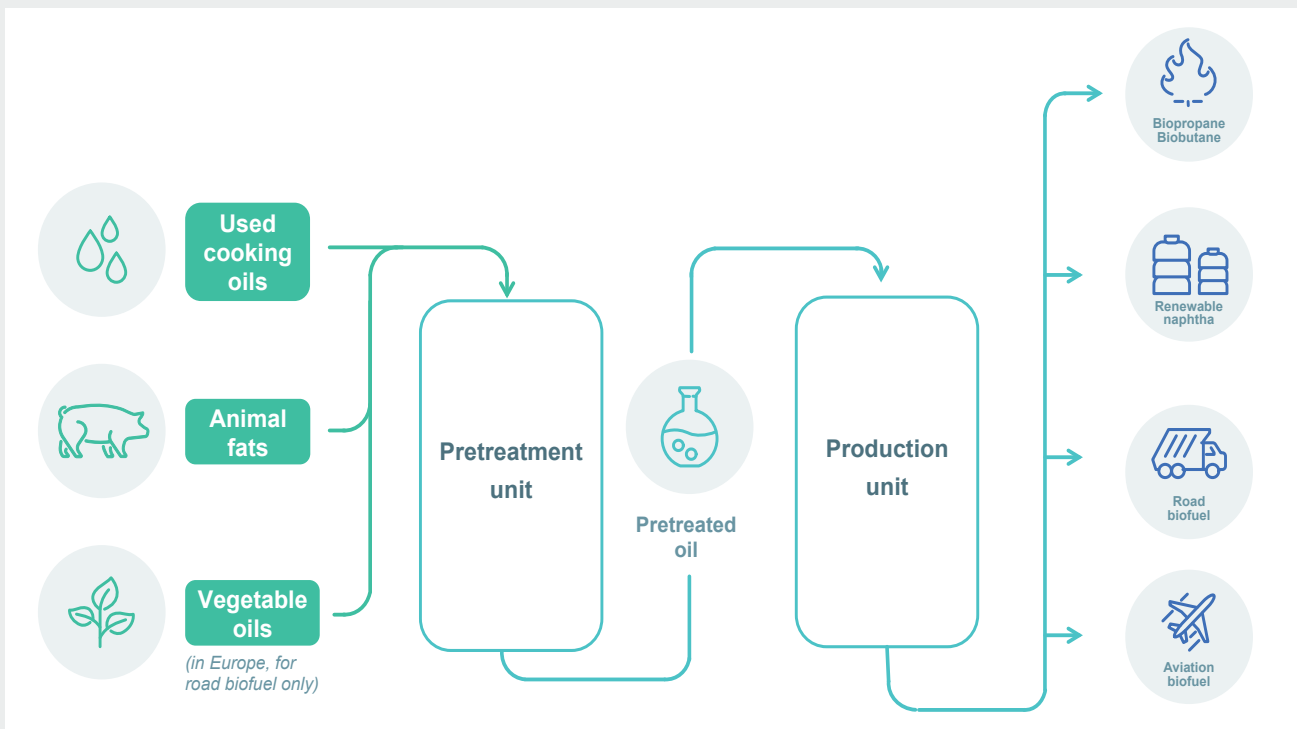 Used
cooking
oils
Animal
fats
Vegetable
oils
(in Europe, for
road biofuel only)
Pretreatment
unit
Pretreated
oil
Production
unit
Biopropane
Biobutane
Renewable
naphtha
Road
biofuel
Aviation
biofuel